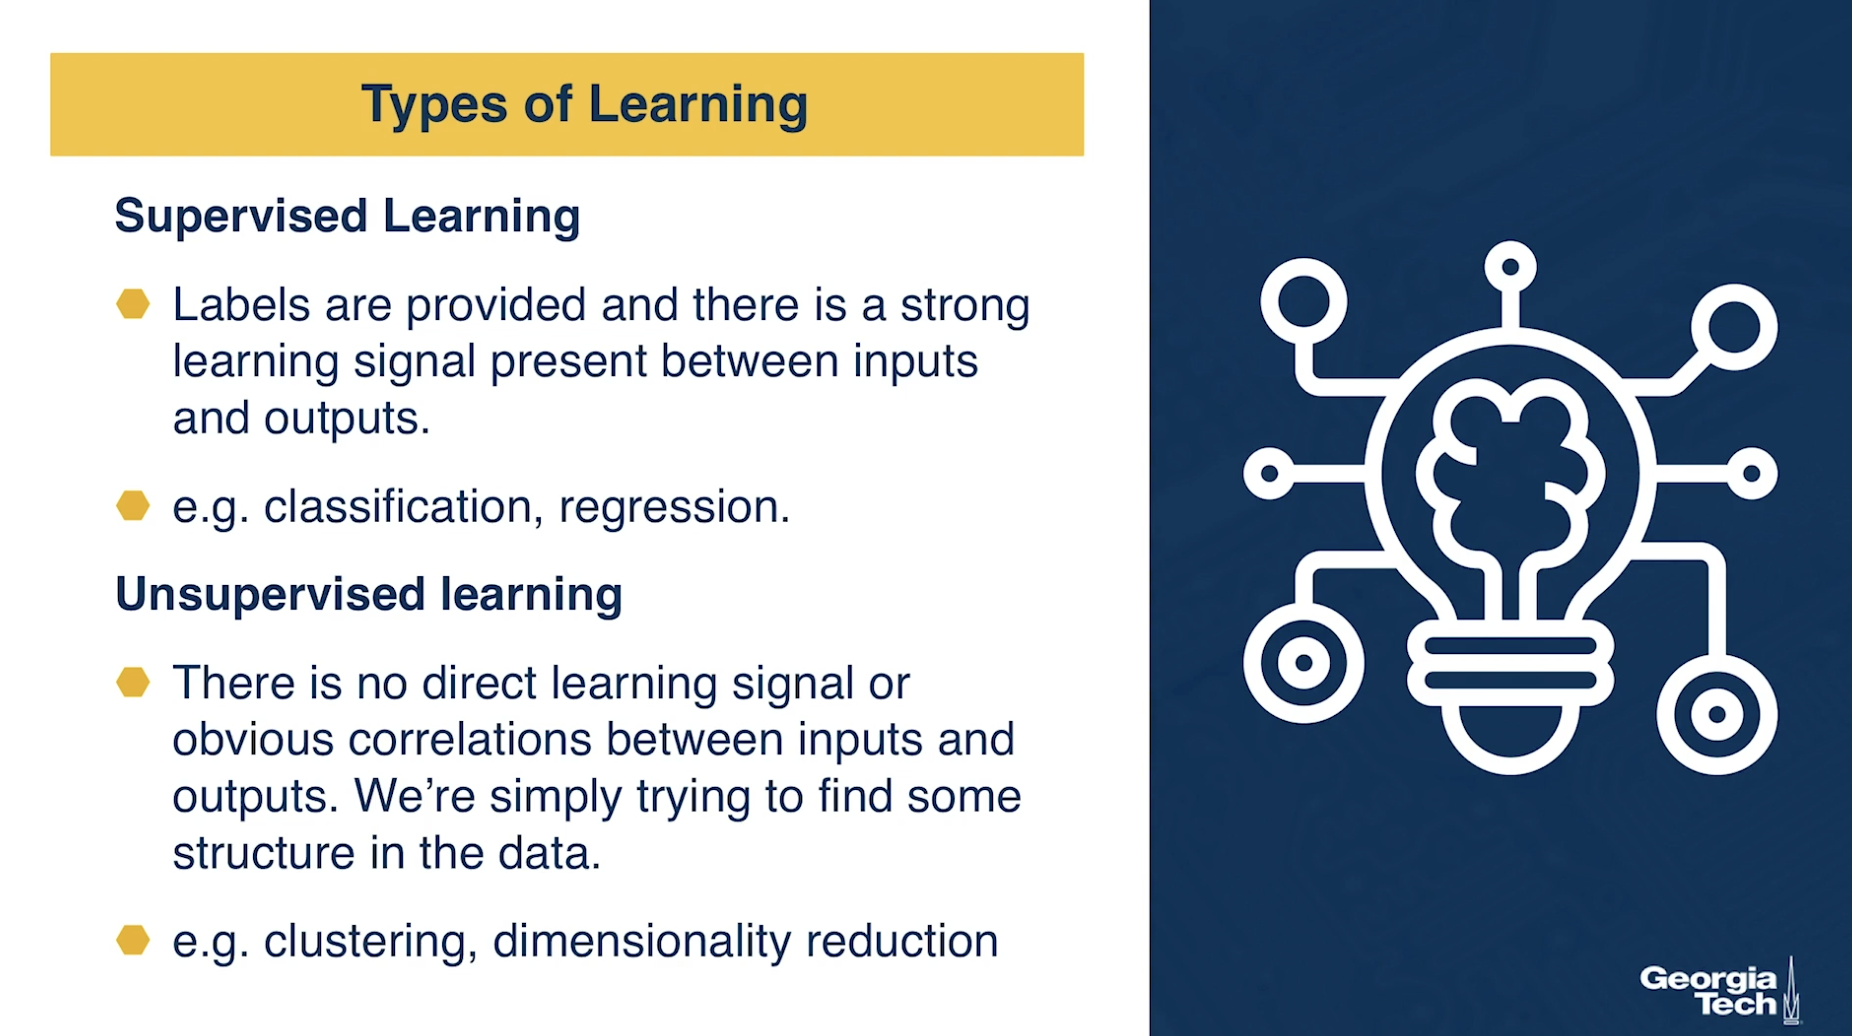 Types of Learning
Supervised Learning
Labels are provided and there is a strong
learning signal present between inputs
and outputs.
e.g. classification, regression.
Unsupervised learning
There is no direct learning signal or
obvious correlations between inputs and
outputs. We’re simply trying to find some
structure in the data.
e.g. clustering, dimensionality reduction
Georgia
Tech